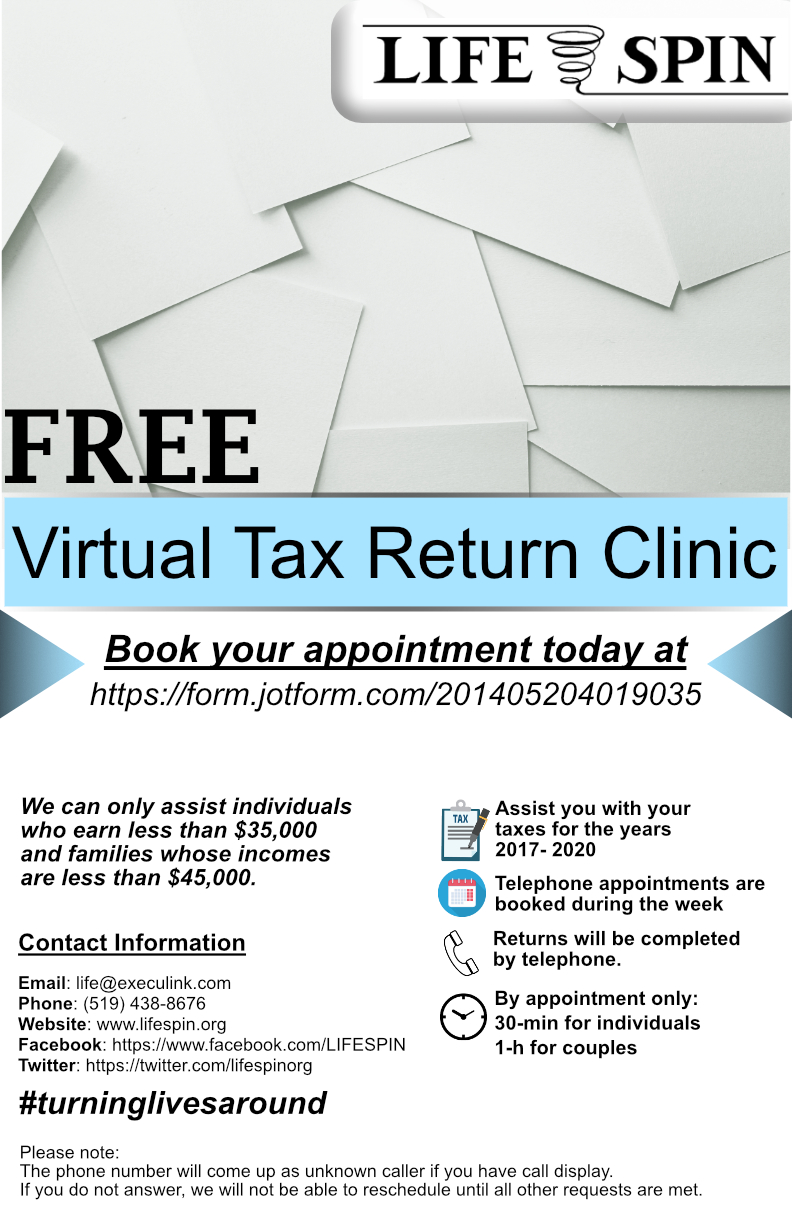 LIFE SPIN
FREE
Virtual Tax Return Clinic
Book your appointment today at
https://form.jotform.com/201405204019035
We can only assist individuals
who earn less than $35,000
and families whose incomes
are less than $45,000.
Contact Information
Email: life@execulink.com
Phone: (519) 438-8676
Website: www.lifespin.org
Facebook: https://www.facebook.com/LIFESPIN
Twitter: https://twitter.com/lifespinorg
#turninglivesaround
TAX
Assist you with your
taxes for the years
2017- 2020
Telephone appointments are
booked during the week
Returns will be completed
by telephone.
By appointment only:
30-min for individuals
1-h for couples
Please note:
The phone number will come up as unknown caller if you have call display.
If you do not answer, we will not be able to reschedule until all other requests are met.